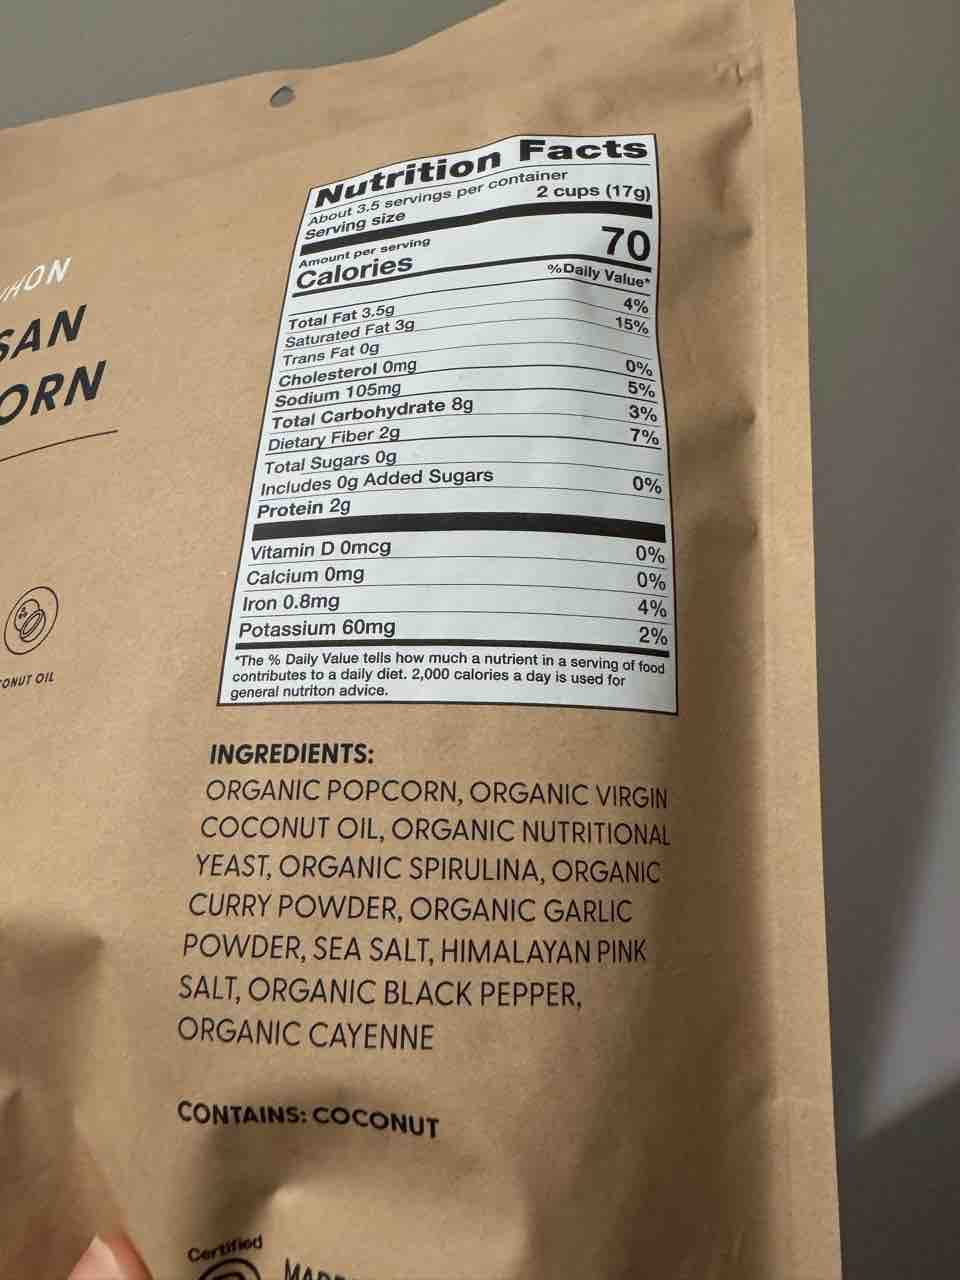 SAN
ORN
COCONUT OIL
Nutrition Facts
About 3.5 servings per container
Serving size 2 cups (17g)
Amount per serving
Calories 70
%Daily Value*
Total Fat 3.5g 4%
Saturated Fat 3g 15%
Trans Fat 0g
Cholesterol 0mg 0%
Sodium 105mg 5%
Total Carbohydrate 8g 3%
Dietary Fiber 2g 7%
Total Sugars 0g
Includes 0g Added Sugars 0%
Protein 2g
Vitamin D 0mcg 0%
Calcium 0mg 0%
Iron 0.8mg 4%
Potassium 60mg 2%
*The % Daily Value tells how much a nutrient in a serving of food
contributes to a daily diet. 2,000 calories a day is used for
general nutriton advice.
INGREDIENTS:
ORGANIC POPCORN, ORGANIC VIRGIN
COCONUT OIL, ORGANIC NUTRITIONAL
YEAST, ORGANIC SPIRULINA, ORGANIC
CURRY POWDER, ORGANIC GARLIC
POWDER, SEA SALT, HIMALAYAN PINK
SALT, ORGANIC BLACK PEPPER,
ORGANIC CAYENNE
CONTAINS: COCONUT
Certified